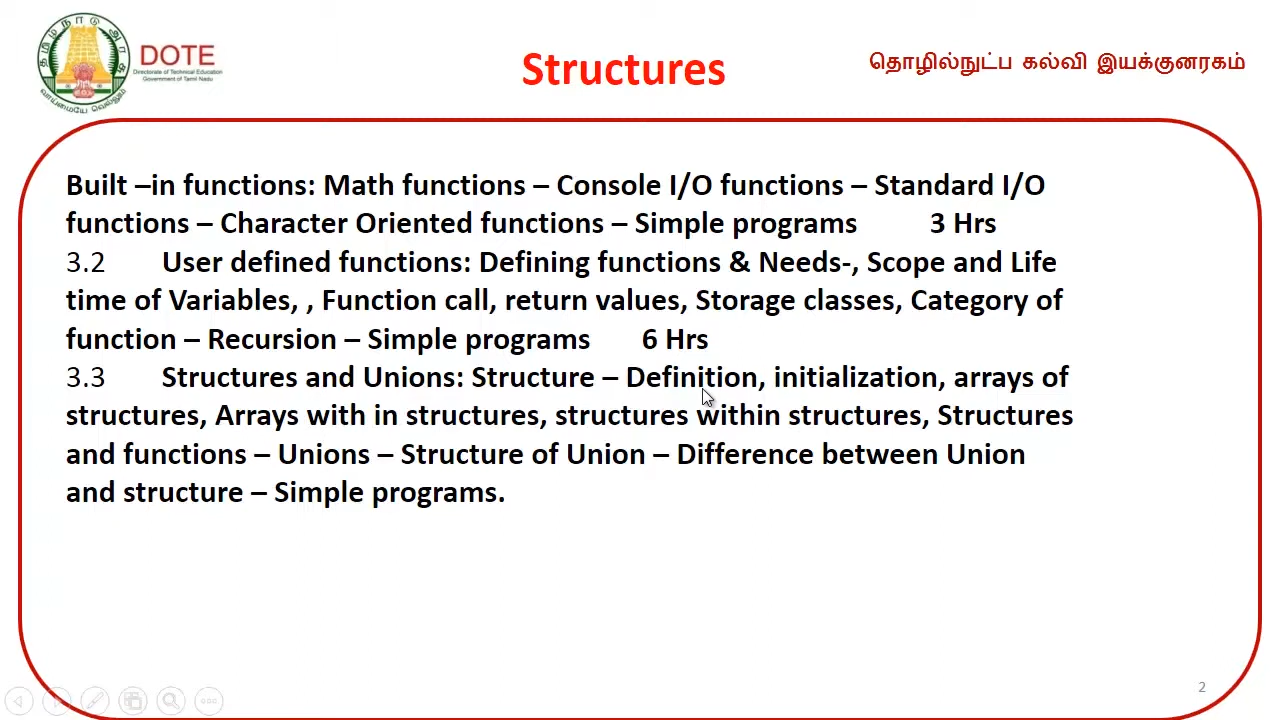 தமிழ்நாடு அரசு
வாய்மையே வெல்லும்
DOTE
Directorate of Technical Education
Government of Tamil Nadu
Structures
தொழில்நுட்ப கல்வி இயக்குனரகம்
Built –in functions: Math functions – Console I/O functions – Standard I/O
functions – Character Oriented functions – Simple programs 3 Hrs
3.2 User defined functions: Defining functions & Needs-, Scope and Life
time of Variables, , Function call, return values, Storage classes, Category of
function – Recursion – Simple programs 6 Hrs
3.3 Structures and Unions: Structure – Definition, initialization, arrays of
structures, Arrays with in structures, structures within structures, Structures
and functions – Unions – Structure of Union – Difference between Union
and structure – Simple programs.
2